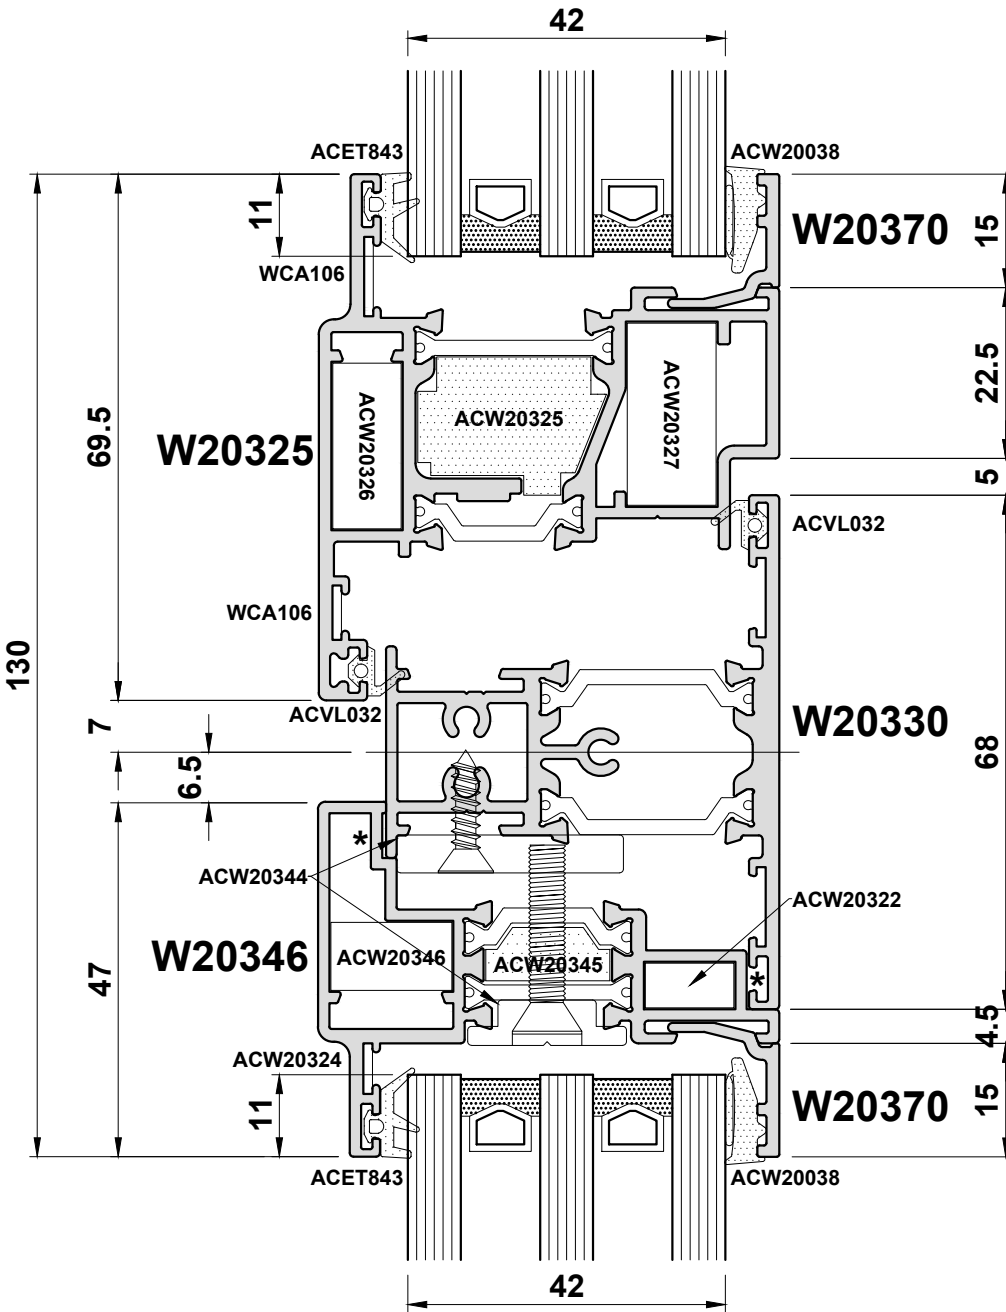 42
ACET843
ACW20038
11
W20370
15
WCA106
22.5
69.5
W20325
ACW20326
ACW20325
ACW20327
5
ACVL032
WCA106
130
ACVL032
7
W20330
68
6.5
*
ACW20344
ACW20322
W20346
ACW20346
ACW20345
*
47
4.5
ACW20324
11
W20370
15
ACET843
ACW20038
42